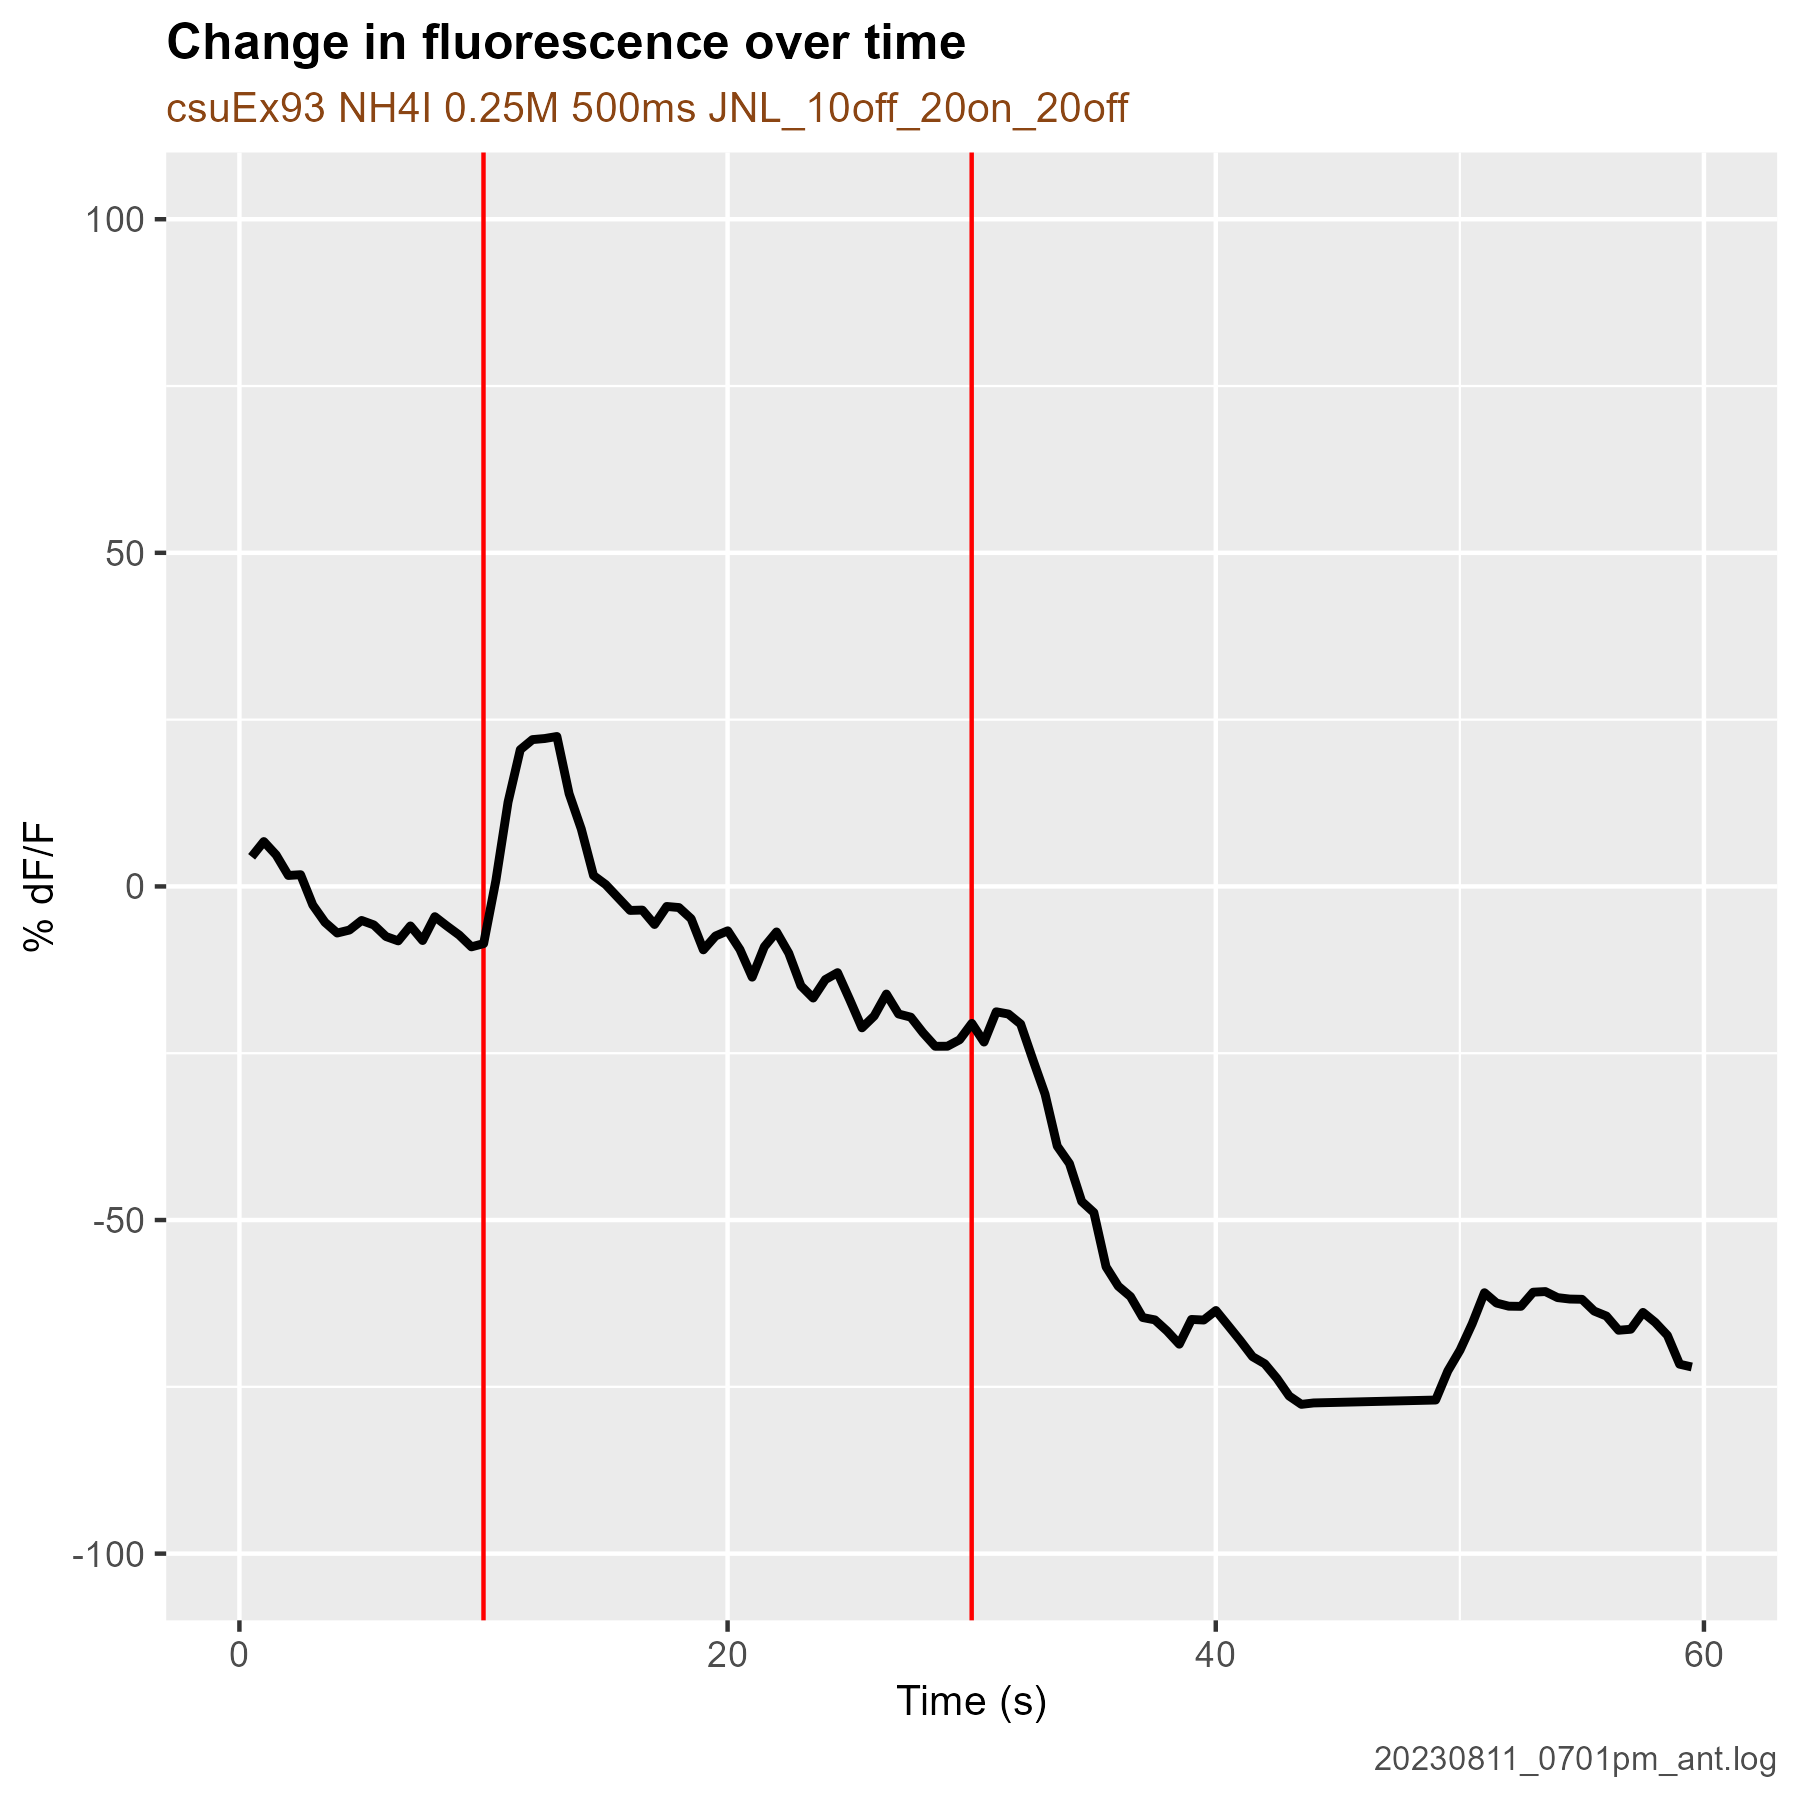 Change in fluorescence over time
csuEx93 NH4I 0.25M 500ms JNL_10off_20on_20off
100
50
0
-50
-100
% dF/F
0 20 40 60
Time (s)
20230811_0701pm_ant.log